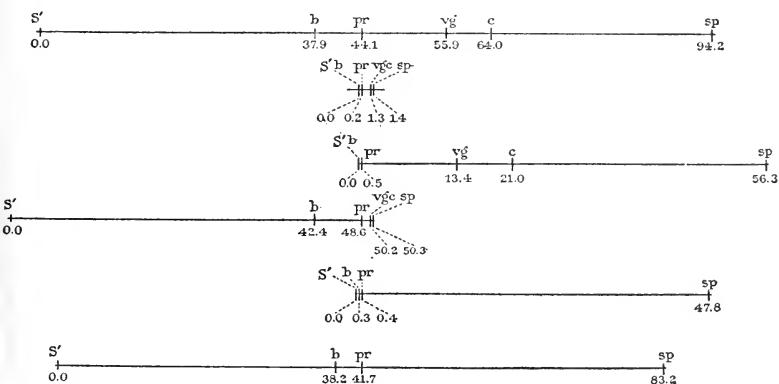 S' b pr vg c sp
0.0 37.9 44.1 55.9 64.0 94.2
S' b pr vgc sp
0.0 0.2 1.3 1.4
S' b pr vg c sp
0.0 0.5 13.4 21.0 56.3
S' b pr vgc sp
0.0 42.4 48.6 50.2 50.3
S' b pr sp
0.0 0.3 0.4 47.8
S' b pr sp
0.0 38.2 41.7 83.2